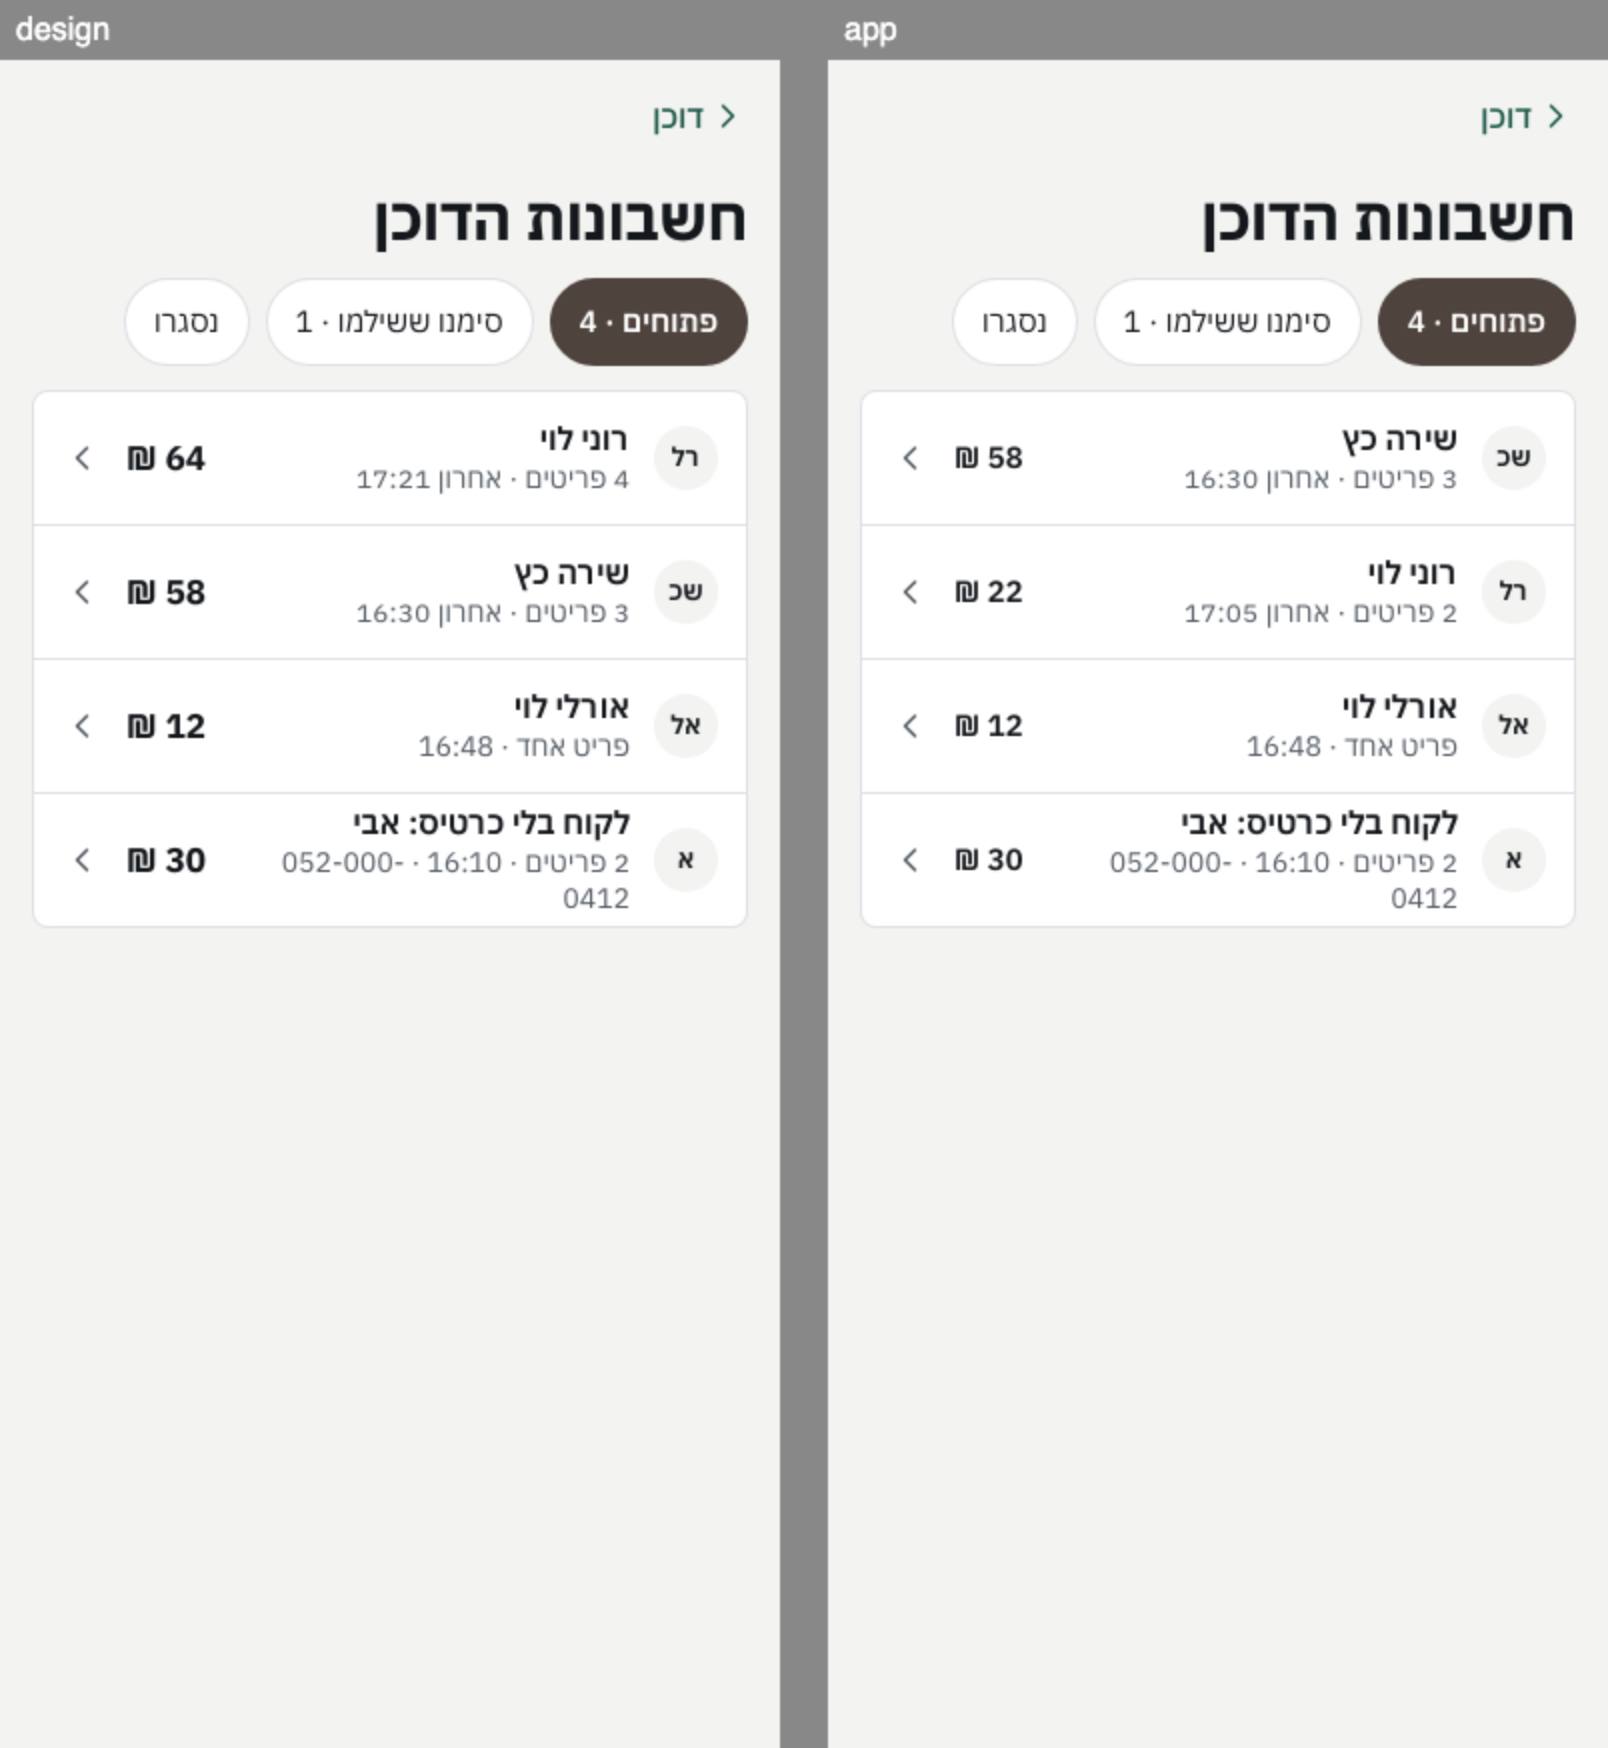 design
דוכן
חשבונות הדוכן
פתוחים · 4
סימנו ששילמו · 1
נסגרו
רל
רוני לוי
4 פריטים · אחרון 17:21
64 ₪
שכ
שירה כץ
3 פריטים · אחרון 16:30
58 ₪
אל
אורלי לוי
פריט אחד · 16:48
12 ₪
א
לקוח בלי כרטיס: אבי
2 פריטים · 16:10 · 052-000-
0412
30 ₪
app
דוכן
חשבונות הדוכן
פתוחים · 4
סימנו ששילמו · 1
נסגרו
שכ
שירה כץ
3 פריטים · אחרון 16:30
58 ₪
רל
רוני לוי
2 פריטים · אחרון 17:05
22 ₪
אל
אורלי לוי
פריט אחד · 16:48
12 ₪
א
לקוח בלי כרטיס: אבי
2 פריטים · 16:10 · 052-000-
0412
30 ₪